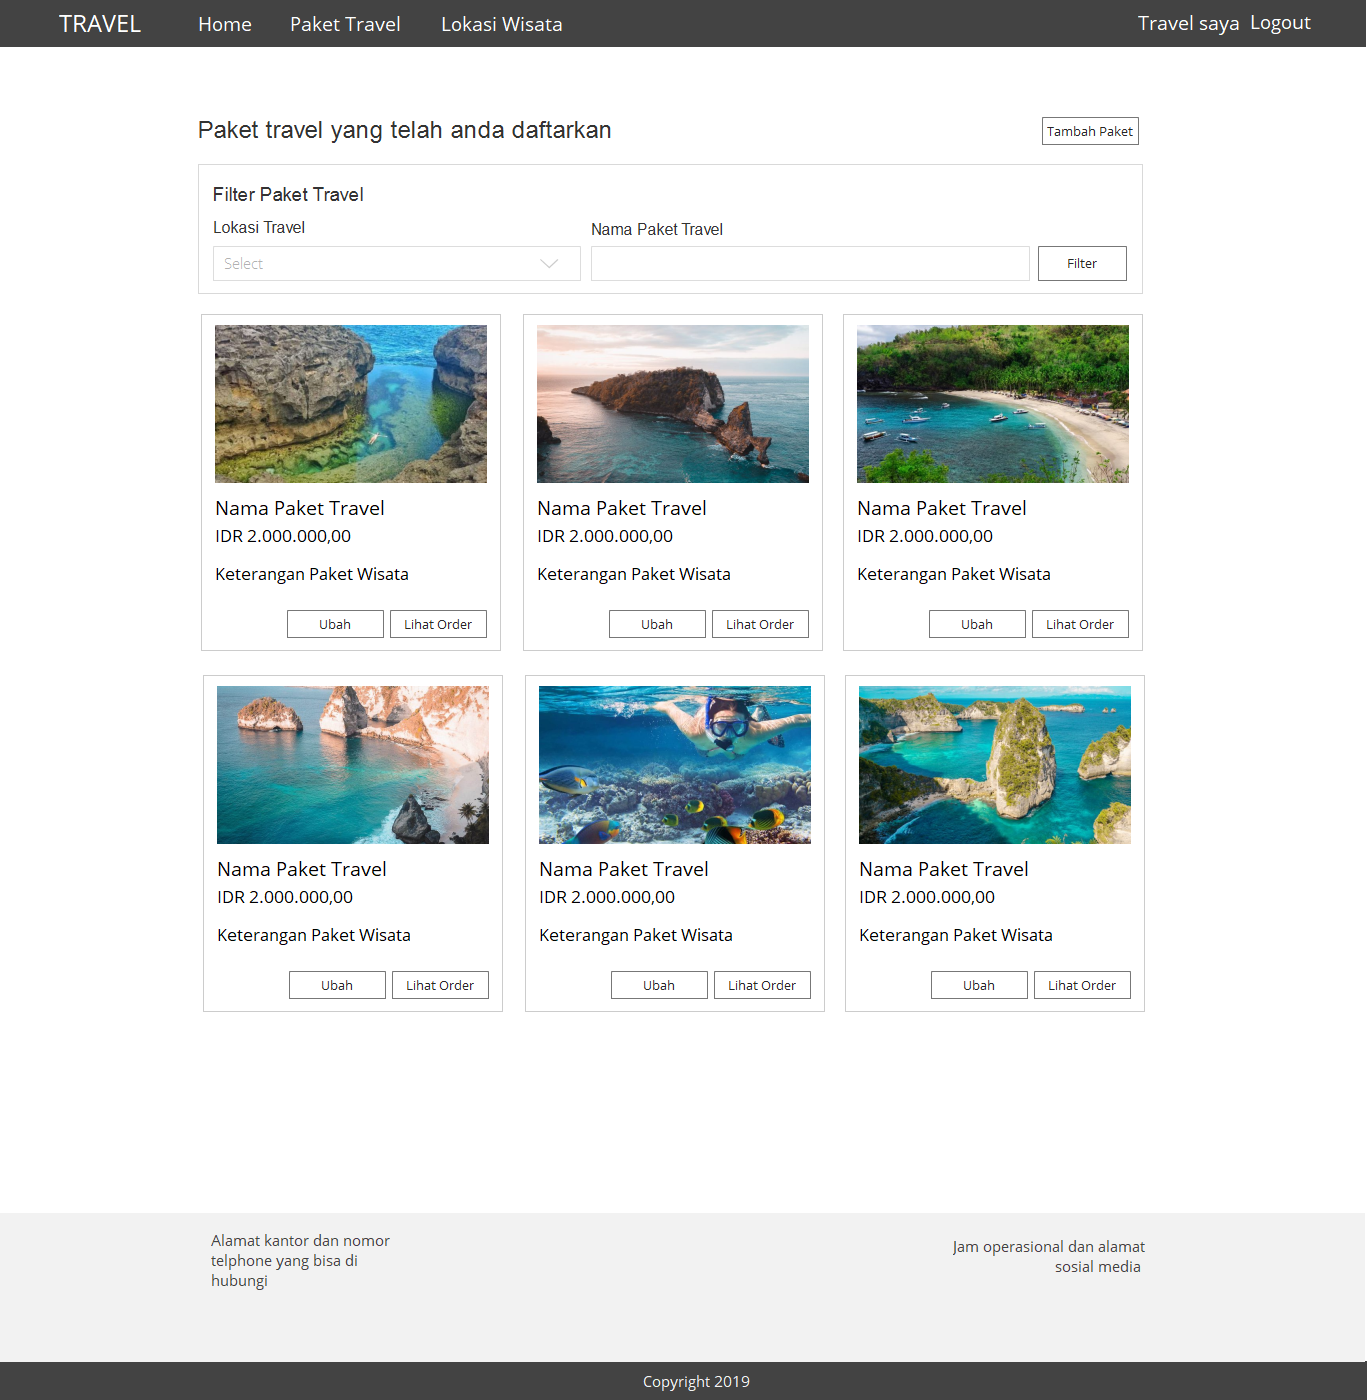 TRAVEL Home Paket Travel Lokasi Wisata Travel saya Logout
Paket travel yang telah anda daftarkan Tambah Paket
Filter Paket Travel
Lokasi Travel Nama Paket Travel
Select Filter
Nama Paket Travel Nama Paket Travel Nama Paket Travel
IDR 2.000.000,00 IDR 2.000.000,00 IDR 2.000.000,00
Keterangan Paket Wisata Keterangan Paket Wisata Keterangan Paket Wisata
Ubah Lihat Order Ubah Lihat Order Ubah Lihat Order
Nama Paket Travel Nama Paket Travel Nama Paket Travel
IDR 2.000.000,00 IDR 2.000.000,00 IDR 2.000.000,00
Keterangan Paket Wisata Keterangan Paket Wisata Keterangan Paket Wisata
Ubah Lihat Order Ubah Lihat Order Ubah Lihat Order
Alamat kantor dan nomor
telphone yang bisa di
hubungi
Jam operasional dan alamat
sosial media
Copyright 2019